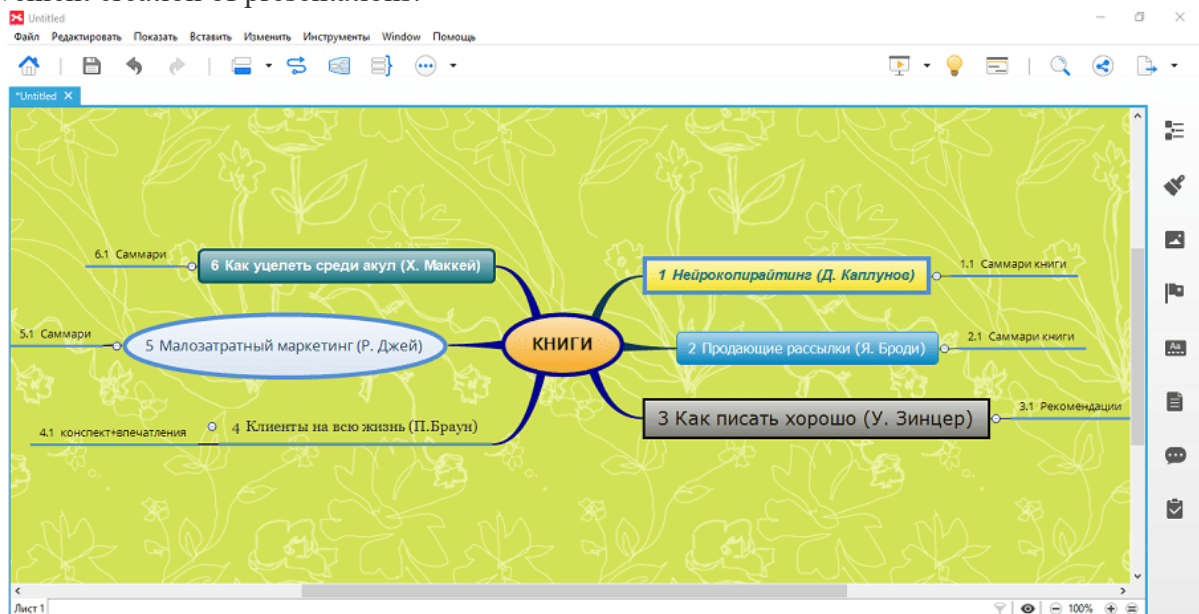 Untitled
Файл Редактировать Показать Вставить Изменить Инструменты Window Помощь
*Untitled
6.1 Саммари
6 Как уцелеть среди акул (Х. Маккей)
5.1 Саммари
5 Малозатратный маркетинг (Р. Джей)
4.1 конспект+впечатления
4 Клиенты на всю жизнь (П.Браун)
КНИГИ
1 Нейрокопирайтинг (Д. Каплунов)
1.1 Саммари книги
2 Продающие рассылки (Я. Броди)
2.1 Саммари книги
3 Как писать хорошо (У. Зинцер)
3.1 Рекомендации
Aa
Лист 1
100%